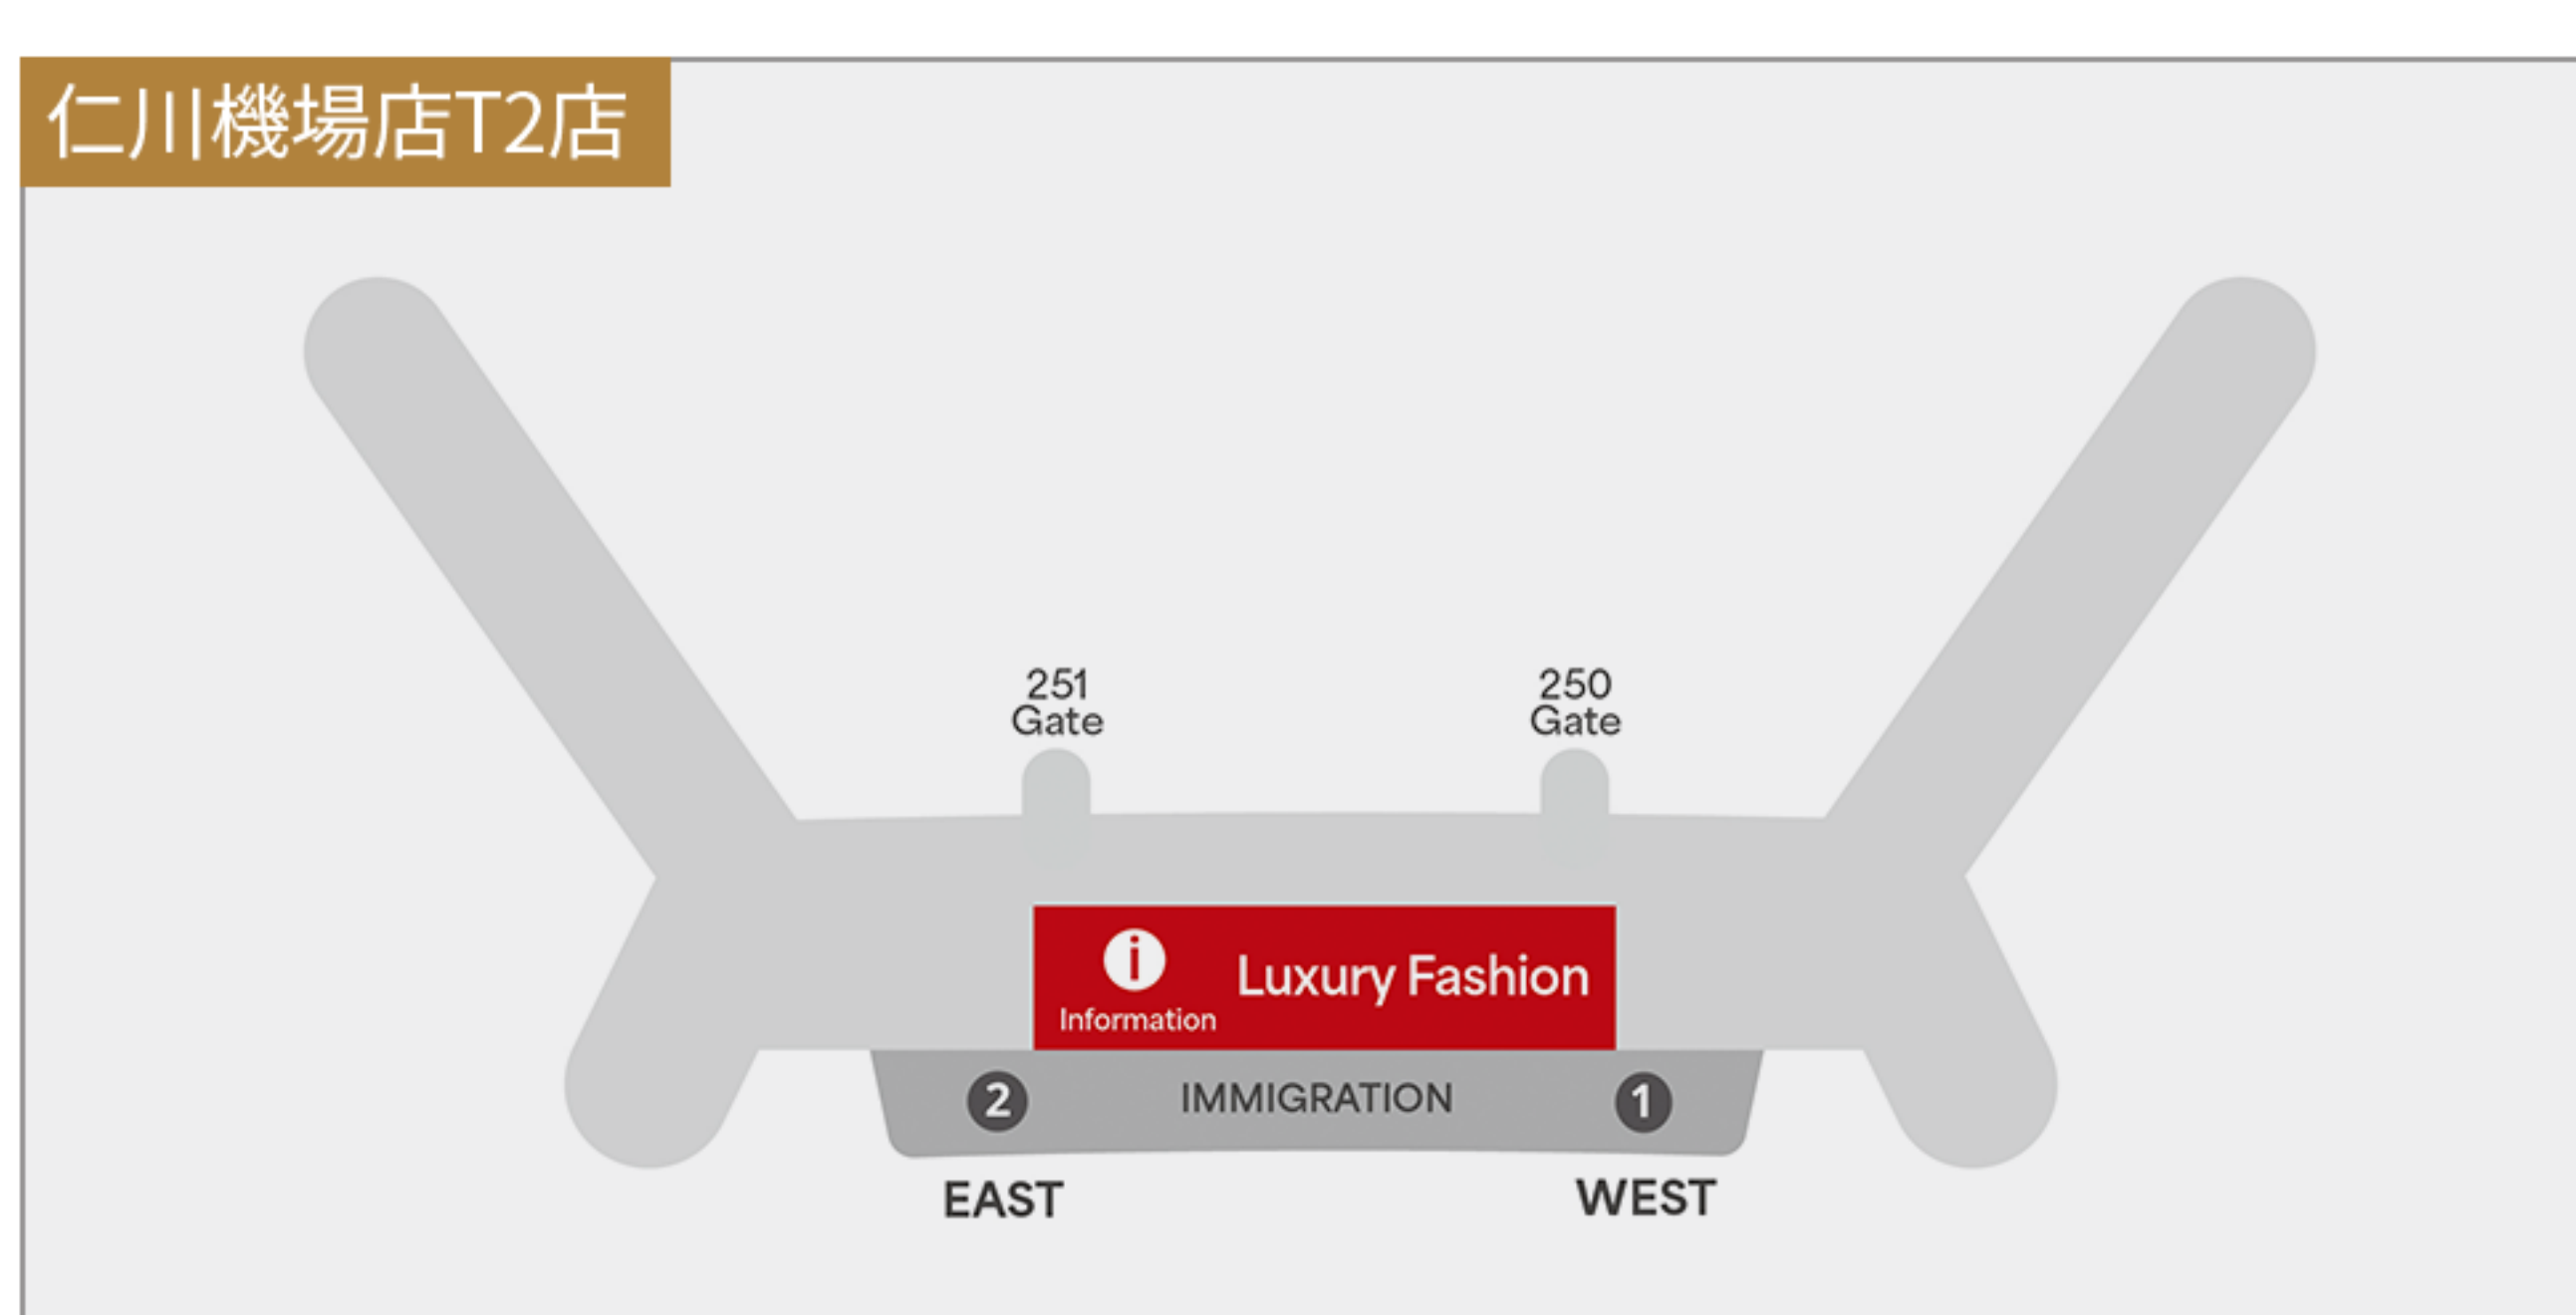 仁川機場店T2店
251
Gate
250
Gate
i
Information
Luxury Fashion
2
IMMIGRATION
1
EAST
WEST